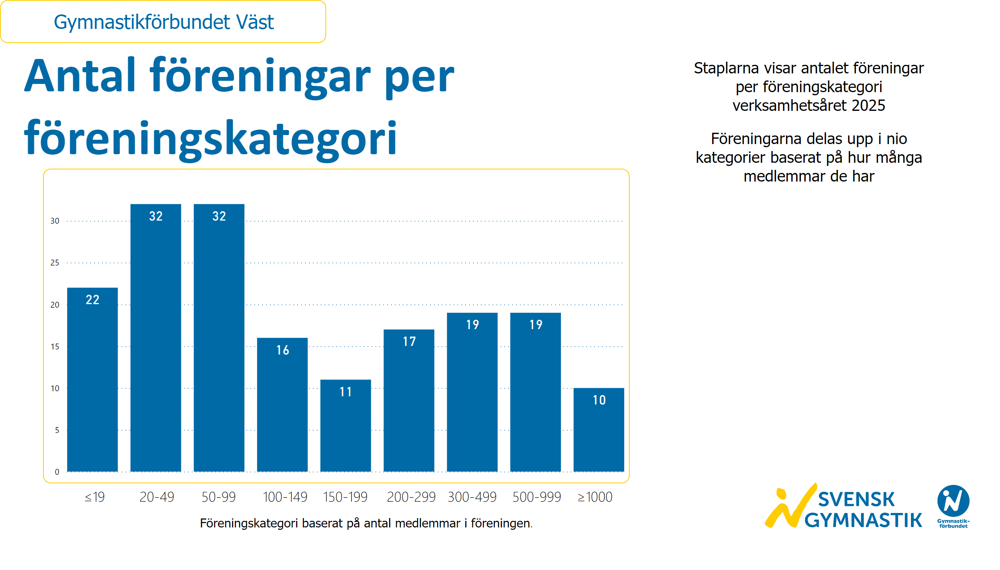 Gymnastikförbundet Väst
Antal föreningar per
föreningskategori
Staplarna visar antalet föreningar
per föreningskategori
verksamhetsåret 2025
Föreningarna delas upp i nio
kategorier baserat på hur många
medlemmar de har
30
25
20
15
10
5
0
22
32
32
16
11
17
19
19
10
≤19 20-49 50-99 100-149 150-199 200-299 300-499 500-999 ≥1000
Föreningskategori baserat på antal medlemmar i föreningen.
SVENSK
GYMNASTIK
Gymnastik-
förbundet